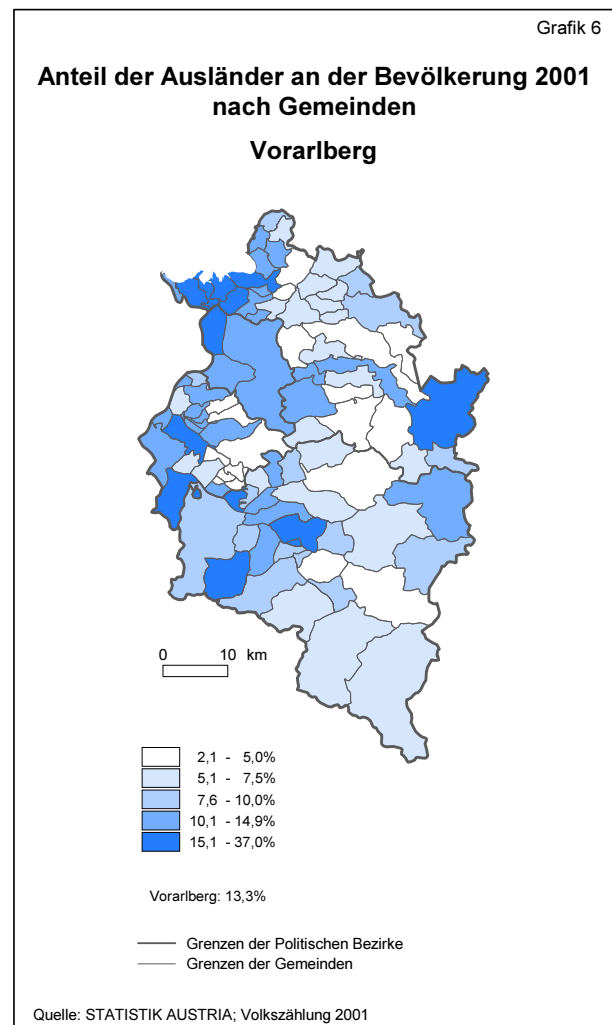 Grafik 6
Anteil der Ausländer an der Bevölkerung 2001
nach Gemeinden
Vorarlberg
0 10 km
2,1 - 5,0%
5,1 - 7,5%
7,6 - 10,0%
10,1 - 14,9%
15,1 - 37,0%
Vorarlberg: 13,3%
Grenzen der Politischen Bezirke
Grenzen der Gemeinden
Quelle: STATISTIK AUSTRIA; Volkszählung 2001